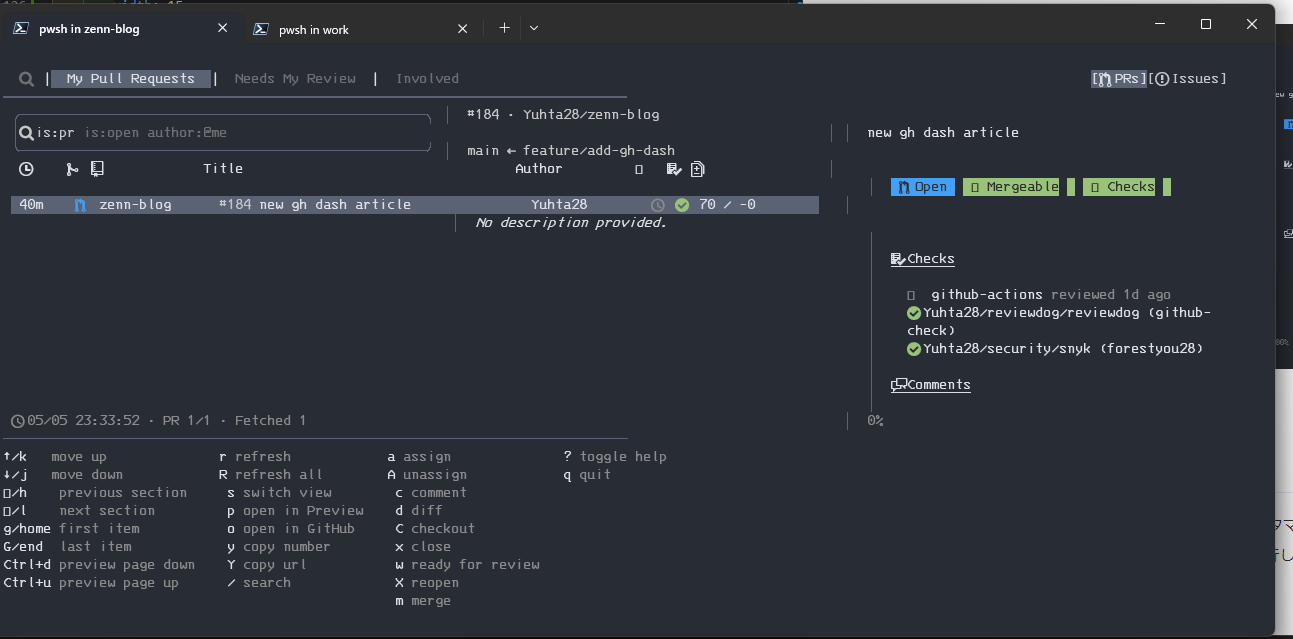 pwsh in zenn-blog
pwsh in work
My Pull Requests | Needs My Review | Involved
[PRs][Issues]
#184 · Yuhta28/zenn-blog
is:pr is:open author:@me
new gh dash article
main ← feature/add-gh-dash
Title Author
Open Mergeable Checks
40m zenn-blog #184 new gh dash article Yuhta28 70 / -0
No description provided.
Checks
github-actions reviewed 1d ago
Yuhta28/reviewdog/reviewdog (github-
check)
Yuhta28/security/snyk (forestyou28)
Comments
05/05 23:33:52 · PR 1/1 · Fetched 1
0%
↑/k move up r refresh a assign ? toggle help
↓/j move down R refresh all A unassign q quit
/h previous section s switch view c comment
/l next section p open in Preview d diff
g/home first item o open in GitHub C checkout
G/end last item y copy number x close
Ctrl+d preview page down Y copy url w ready for review
Ctrl+u preview page up / search X reopen
m merge